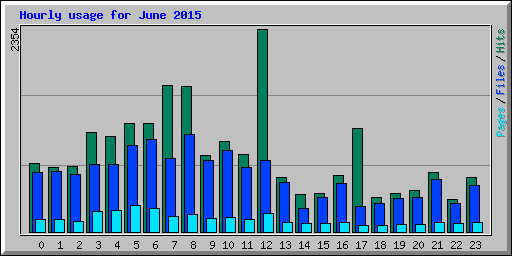 Hourly usage for June 2015
2354
Pages / Files / Hits
0 1 2 3 4 5 6 7 8 9 10 11 12 13 14 15 16 17 18 19 20 21 22 23